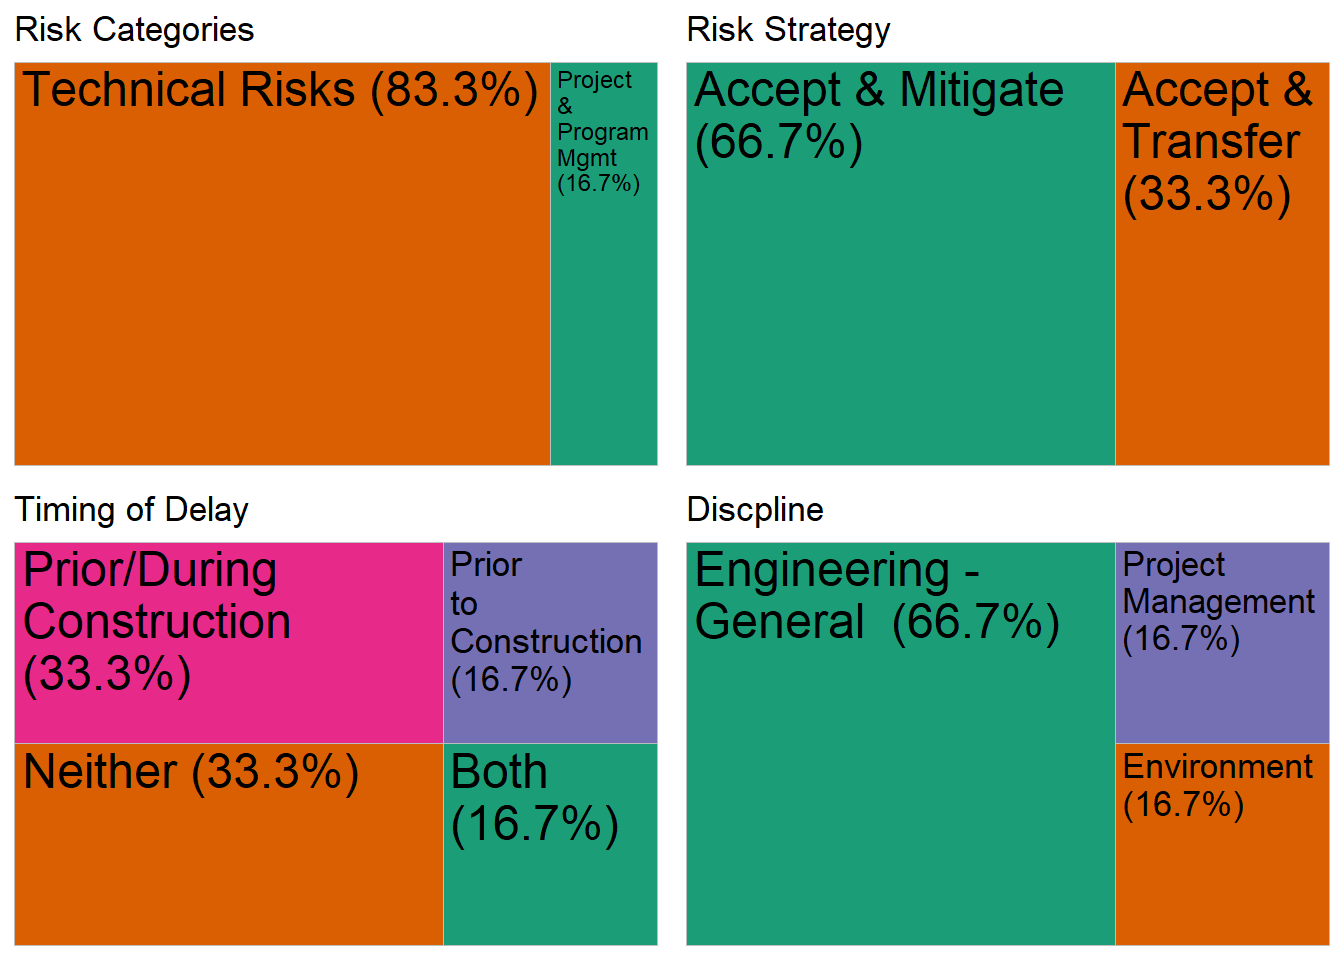 Risk Categories
Technical Risks (83.3%)
Project
&
Program
Mgmt
(16.7%)
Risk Strategy
Accept & Mitigate
(66.7%)
Accept &
Transfer
(33.3%)
Timing of Delay
Prior/During
Construction
(33.3%)
Prior
to
Construction
(16.7%)
Neither (33.3%)
Both
(16.7%)
Discpline
Engineering -
General  (66.7%)
Project
Management
(16.7%)
Environment
(16.7%)